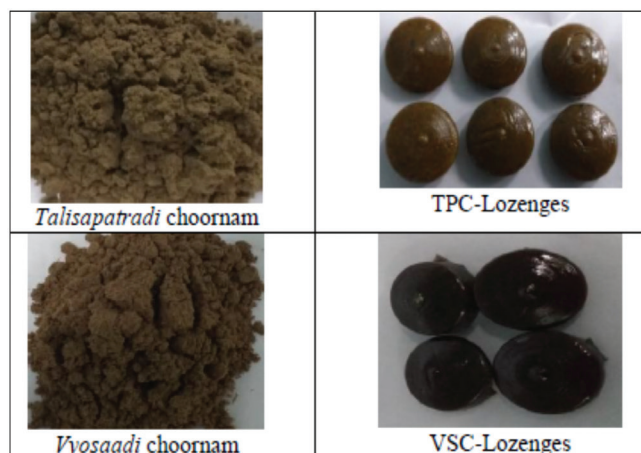 Talisapatradi choornam
TPC-Lozenges
Vyosaadi choornam
VSC-Lozenges